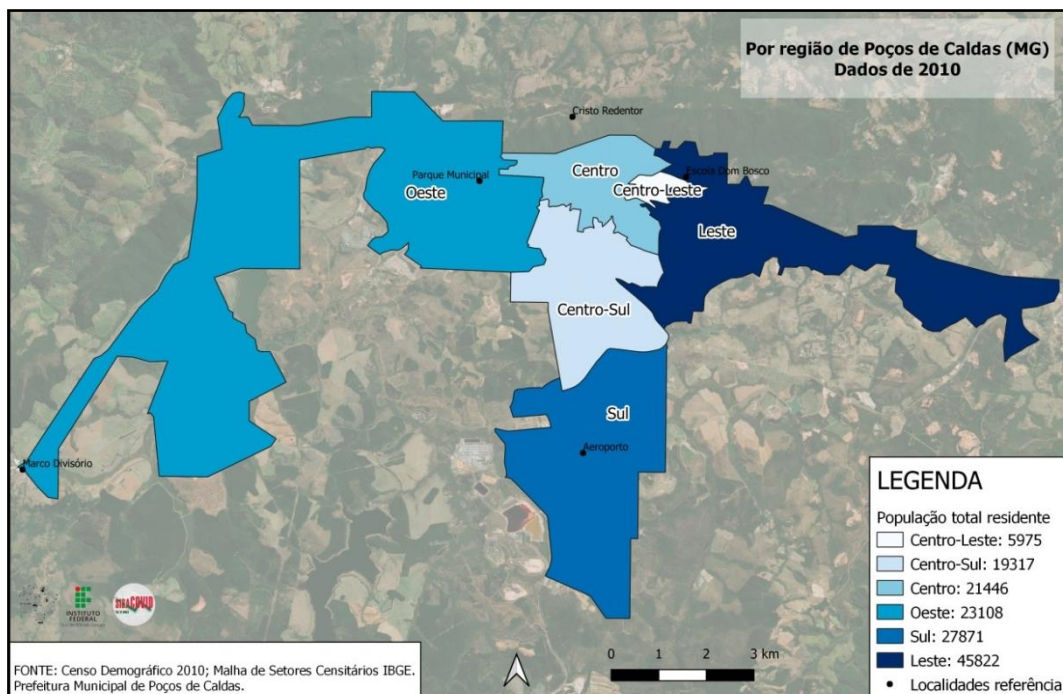 Por região de Poços de Caldas (MG)
Dados de 2010
Cristo Redentor
Centro
Parque Municipal
Escola Dom Bosco
Oeste
Centro-Leste
Leste
Centro-Sul
Sul
Aeroporto
Marco Divisório
LEGENDA
População total residente
Centro-Leste: 5975
Centro-Sul: 19317
Centro: 21446
Oeste: 23108
Sul: 27871
Leste: 45822
Localidades referência
INSTITUTO
FEDERAL
COVID
0 1 2 3 km
FONTE: Censo Demográfico 2010; Malha de Setores Censitários IBGE.
Prefeitura Municipal de Poços de Caldas.